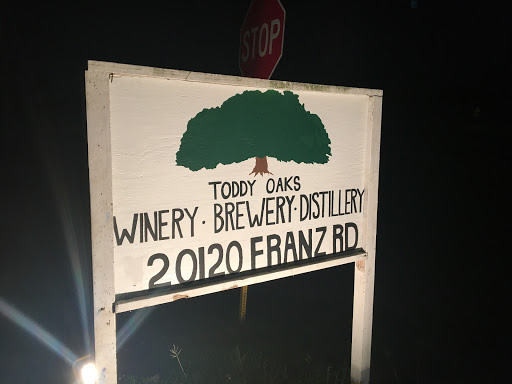 STOP
TODDY OAKS
WINERY · BREWERY · DISTILLERY
20120 FRANZ RD